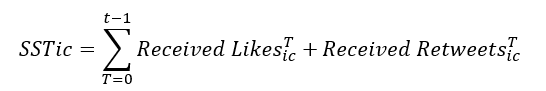 t−1
SSTic = ∑ Received Likes^T_ic + Received Retweets^T_ic
T=0